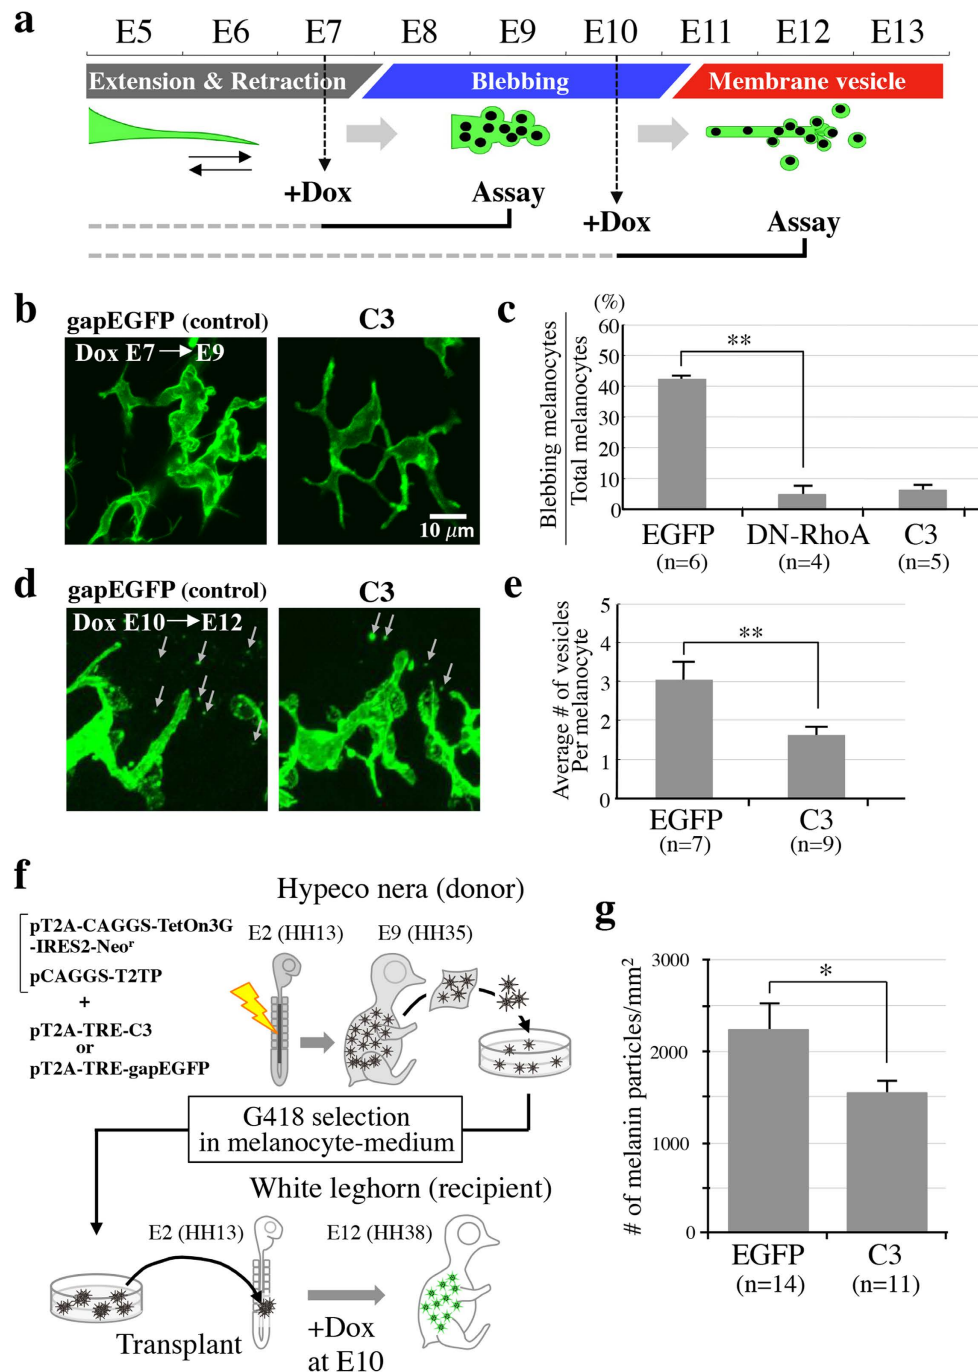 a
E5 E6 E7 E8 E9 E10 E11 E12 E13
Extension & Retraction Blebbing Membrane vesicle
+Dox Assay
+Dox Assay
b
gapEGFP (control) C3
Dox E7 → E9
10 μm
c
(%)
Blebbing melanocytes
Total melanocytes
60
50
40
30
20
10
0
EGFP DN-RhoA C3
(n=6) (n=4) (n=5)
**
d
gapEGFP (control) C3
Dox E10 → E12
e
Average # of vesicles
Per melanocyte
5
4
3
2
1
0
**
EGFP C3
(n=7) (n=9)
f
Hypeco nera (donor)
pT2A-CAGGS-TetOn3G
-IRES2-Neoʳ
pCAGGS-T2TP
+
pT2A-TRE-C3
or
pT2A-TRE-gapEGFP
E2 (HH13) E9 (HH35)
G418 selection
in melanocyte-medium
White leghorn (recipient)
E2 (HH13) E12 (HH38)
Transplant
+Dox
at E10
g
# of melanin particles/mm²
3000
2000
1000
0
*
EGFP C3
(n=14) (n=11)